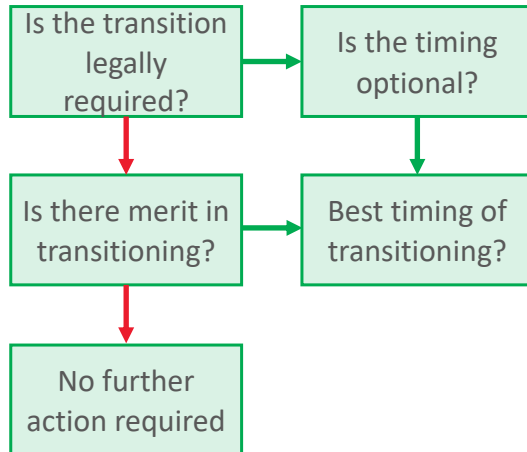 Is the transition
legally
required?
Is the timing
optional?
Is there merit in
transitioning?
Best timing of
transitioning?
No further
action required